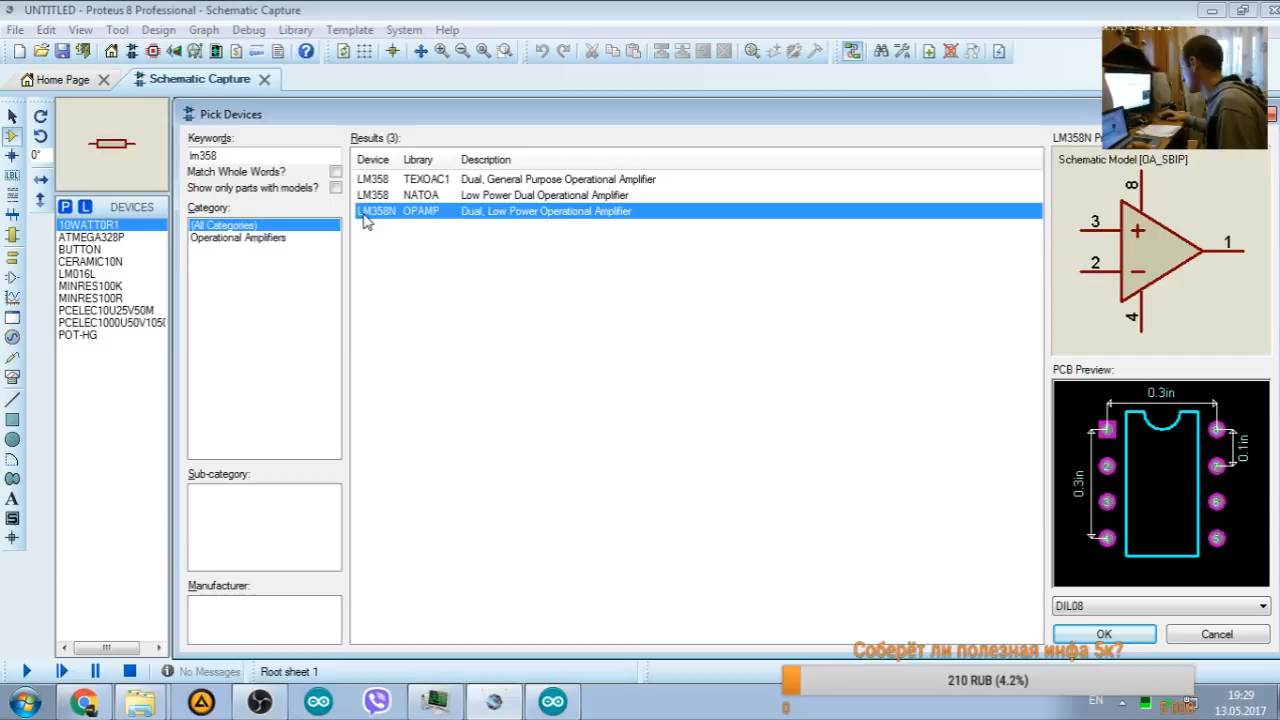 UNTITLED - Proteus 8 Professional - Schematic Capture
File Edit View Tool Design Graph Debug Library Template System Help
Home Page
Schematic Capture
Pick Devices
0°
LBL
P L DEVICES
10WATT0R1
ATMEGA328P
BUTTON
CERAMIC10N
LM016L
MINRES100K
MINRES100R
PCELEC10U25V50M
PCELEC1000U50V105(
POT-HG
Keywords:
lm358
Match Whole Words?
Show only parts with models?
Category:
(All Categories)
Operational Amplifiers
Sub-category:
Manufacturer:
Results (3):
Device Library Description
LM358 TEXOAC1 Dual, General Purpose Operational Amplifier
LM358 NATOA Low Power Dual Operational Amplifier
LM358N OPAMP Dual, Low Power Operational Amplifier
LM358N P
Schematic Model [OA_SBIP]
8
3
2
1
4
PCB Preview:
0.3in
0.1in
0.3in
2
3
4
7
6
5
DIL08
OK Cancel
Соберёт ли полезная инфа 5к?
210 RUB (4.2%)
0
No Messages Root sheet 1
EN
19:29
13.05.2017